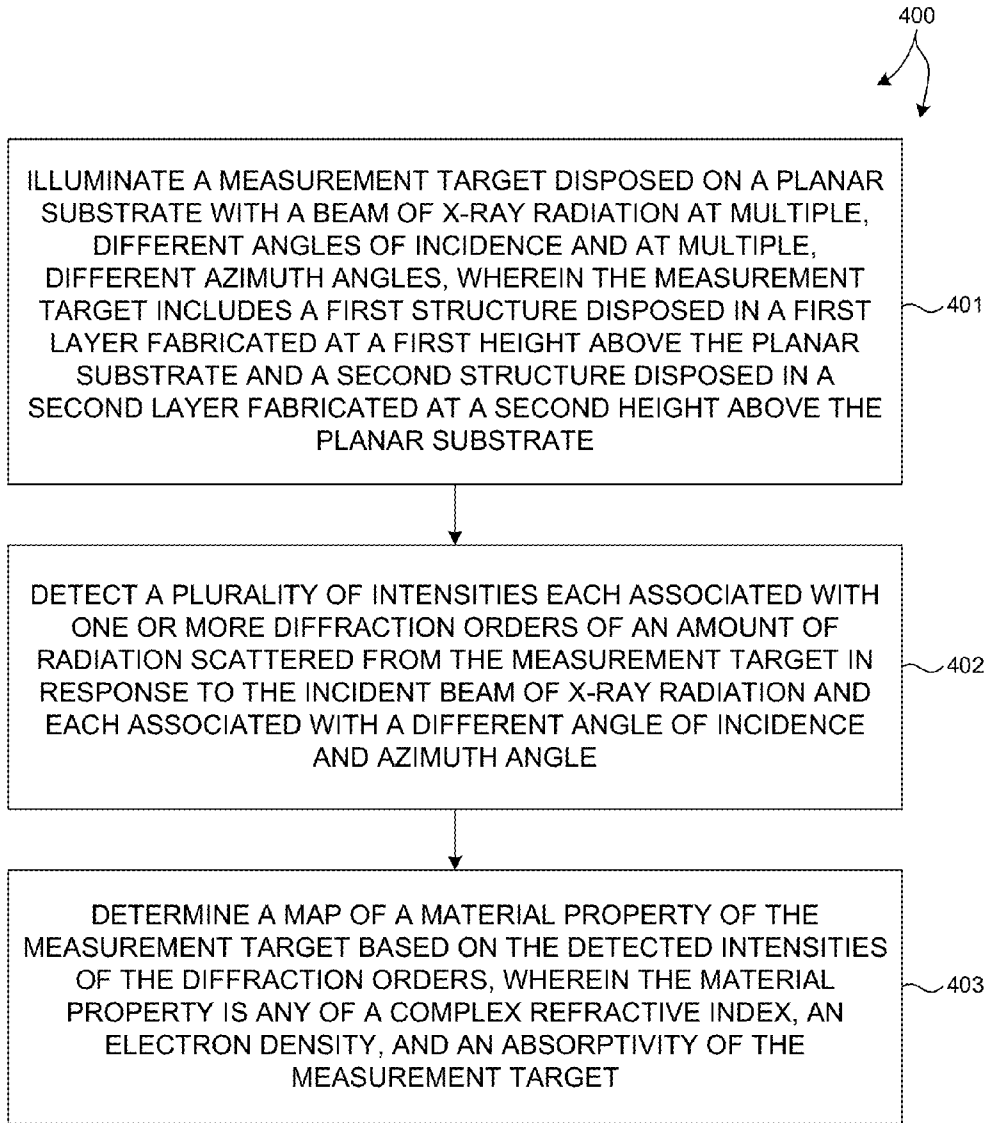 400
ILLUMINATE A MEASUREMENT TARGET DISPOSED ON A PLANAR
SUBSTRATE WITH A BEAM OF X-RAY RADIATION AT MULTIPLE,
DIFFERENT ANGLES OF INCIDENCE AND AT MULTIPLE,
DIFFERENT AZIMUTH ANGLES, WHEREIN THE MEASUREMENT
TARGET INCLUDES A FIRST STRUCTURE DISPOSED IN A FIRST
LAYER FABRICATED AT A FIRST HEIGHT ABOVE THE PLANAR
SUBSTRATE AND A SECOND STRUCTURE DISPOSED IN A
SECOND LAYER FABRICATED AT A SECOND HEIGHT ABOVE THE
PLANAR SUBSTRATE
401
DETECT A PLURALITY OF INTENSITIES EACH ASSOCIATED WITH
ONE OR MORE DIFFRACTION ORDERS OF AN AMOUNT OF
RADIATION SCATTERED FROM THE MEASUREMENT TARGET IN
RESPONSE TO THE INCIDENT BEAM OF X-RAY RADIATION AND
EACH ASSOCIATED WITH A DIFFERENT ANGLE OF INCIDENCE
AND AZIMUTH ANGLE
402
DETERMINE A MAP OF A MATERIAL PROPERTY OF THE
MEASUREMENT TARGET BASED ON THE DETECTED INTENSITIES
OF THE DIFFRACTION ORDERS, WHEREIN THE MATERIAL
PROPERTY IS ANY OF A COMPLEX REFRACTIVE INDEX, AN
ELECTRON DENSITY, AND AN ABSORPTIVITY OF THE
MEASUREMENT TARGET
403